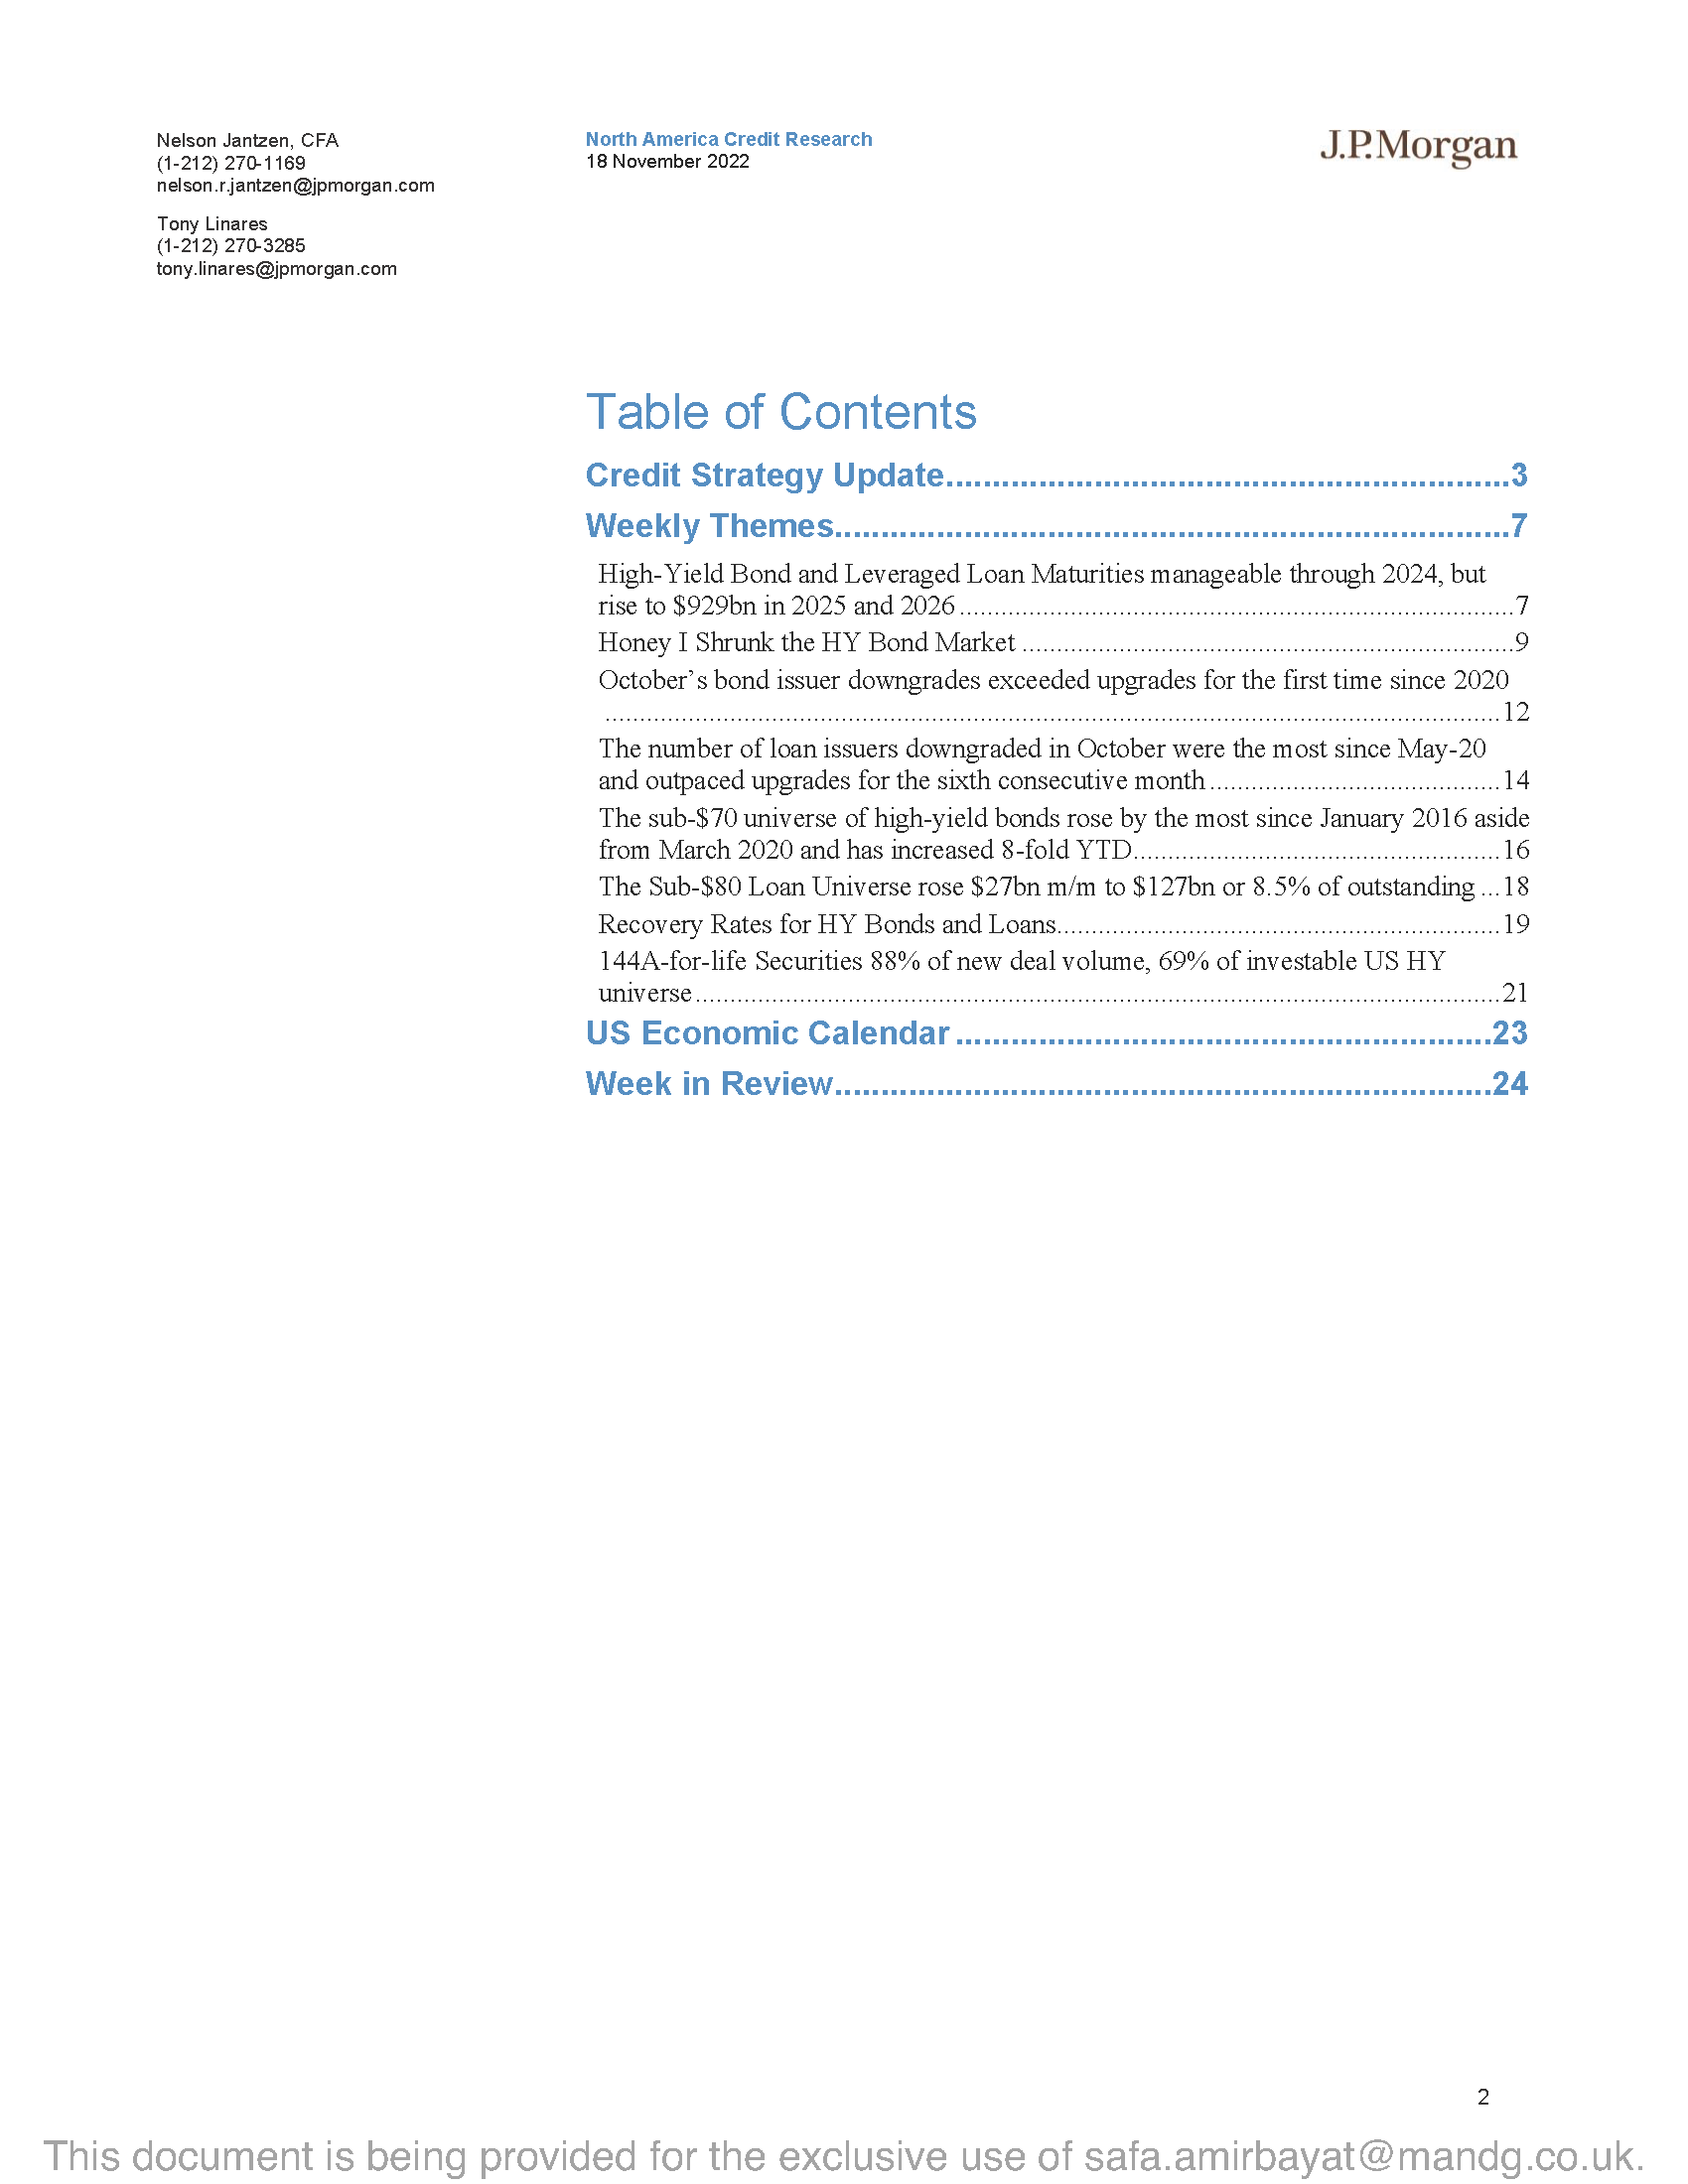 Nelson Jantzen, CFA
(1-212) 270-1169
nelson.r.jantzen@jpmorgan.com
Tony Linares
(1-212) 270-3285
tony.linares@jpmorgan.com
North America Credit Research
18 November 2022
J.P.Morgan
Table of Contents
Credit Strategy Update.............................................................3
Weekly Themes.........................................................................7
High-Yield Bond and Leveraged Loan Maturities manageable through 2024, but
rise to $929bn in 2025 and 2026................................................................................7
Honey I Shrunk the HY Bond Market .......................................................................9
October’s bond issuer downgrades exceeded upgrades for the first time since 2020
.................................................................................................................................12
The number of loan issuers downgraded in October were the most since May-20
and outpaced upgrades for the sixth consecutive month..........................................14
The sub-$70 universe of high-yield bonds rose by the most since January 2016 aside
from March 2020 and has increased 8-fold YTD.....................................................16
The Sub-$80 Loan Universe rose $27bn m/m to $127bn or 8.5% of outstanding ...18
Recovery Rates for HY Bonds and Loans................................................................19
144A-for-life Securities 88% of new deal volume, 69% of investable US HY
universe....................................................................................................................21
US Economic Calendar..........................................................23
Week in Review.......................................................................24
2
This document is being provided for the exclusive use of safa.amirbayat@mandg.co.uk.